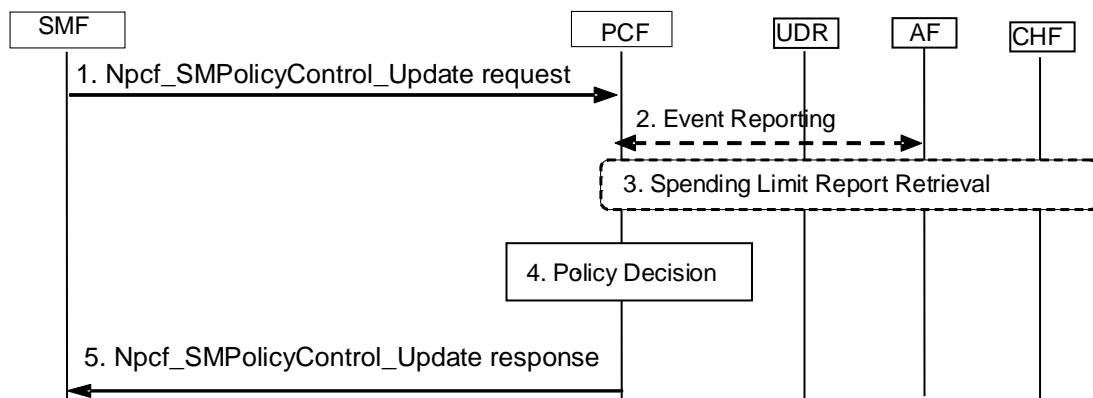 SMF
PCF
UDR
AF
CHF
1. Npcf_SMPolicyControl_Update request
2. Event Reporting
3. Spending Limit Report Retrieval
4. Policy Decision
5. Npcf_SMPolicyControl_Update response